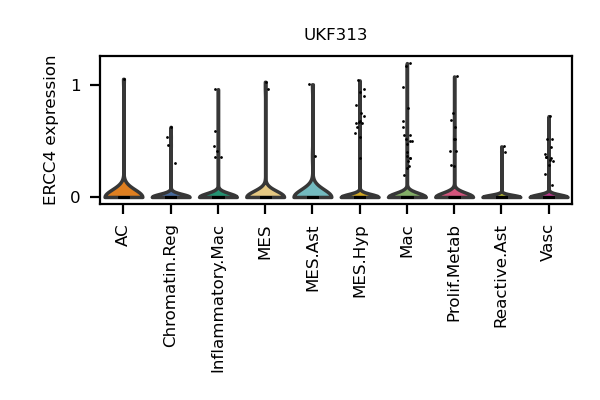 UKF313
ERCC4 expression
1
0
AC
Chromatin.Reg
Inflammatory.Mac
MES
MES.Ast
MES.Hyp
Mac
Prolif.Metab
Reactive.Ast
Vasc